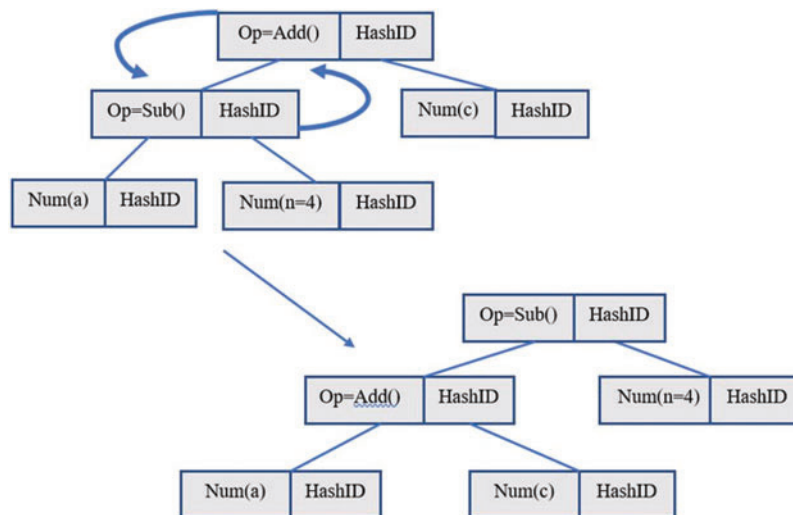 Op=Add() HashID
Op=Sub() HashID Num(c) HashID
Num(a) HashID Num(n=4) HashID
Op=Sub() HashID
Op=Add() HashID Num(n=4) HashID
Num(a) HashID Num(c) HashID